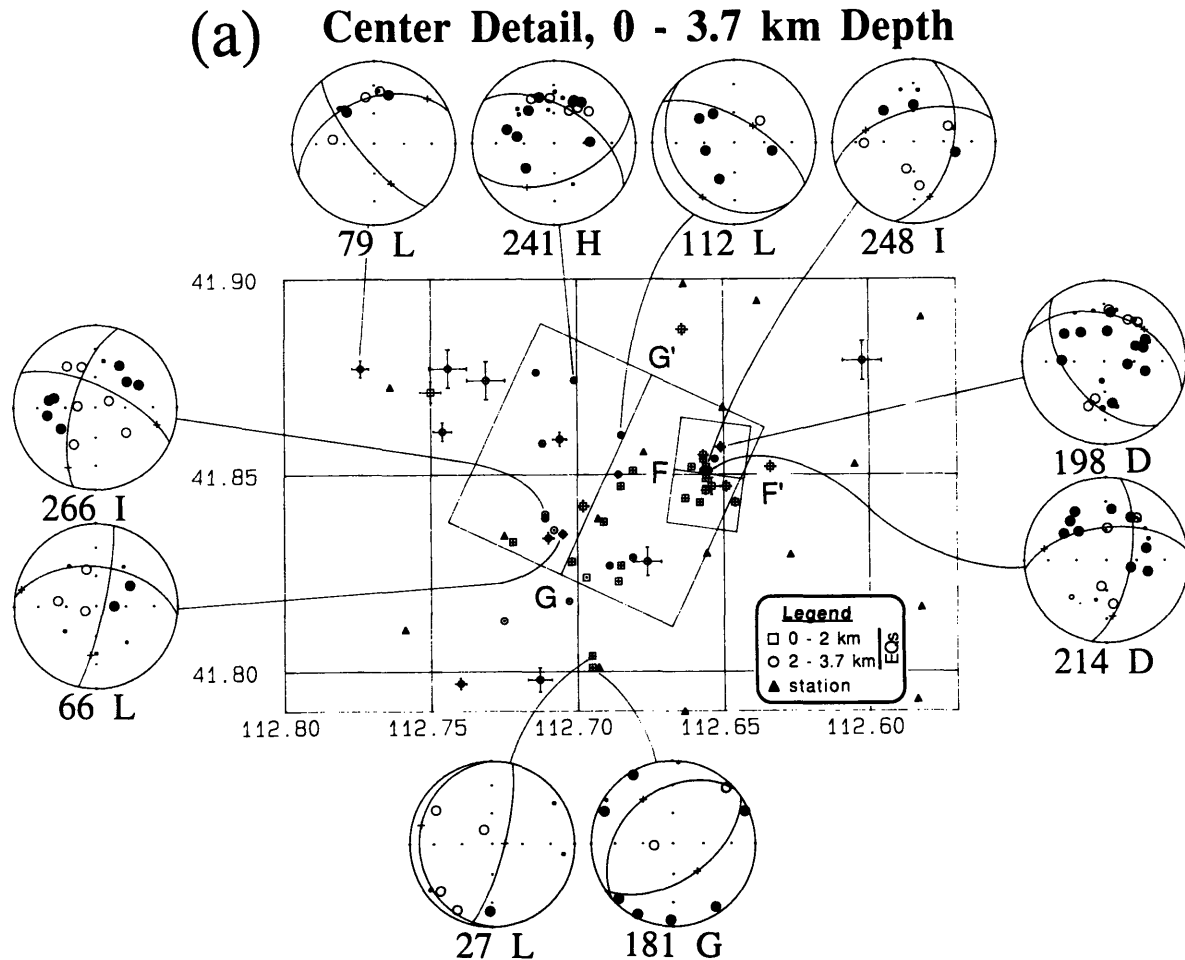 (a) Center Detail, 0 - 3.7 km Depth
79 L
241 H
112 L
248 I
41.90
41.85
41.80
112.80
112.75
112.70
112.65
112.60
G'
F
F'
G
266 I
66 L
198 D
214 D
Legend
0 - 2 km
2 - 3.7 km
EQs
station
27 L
181 G